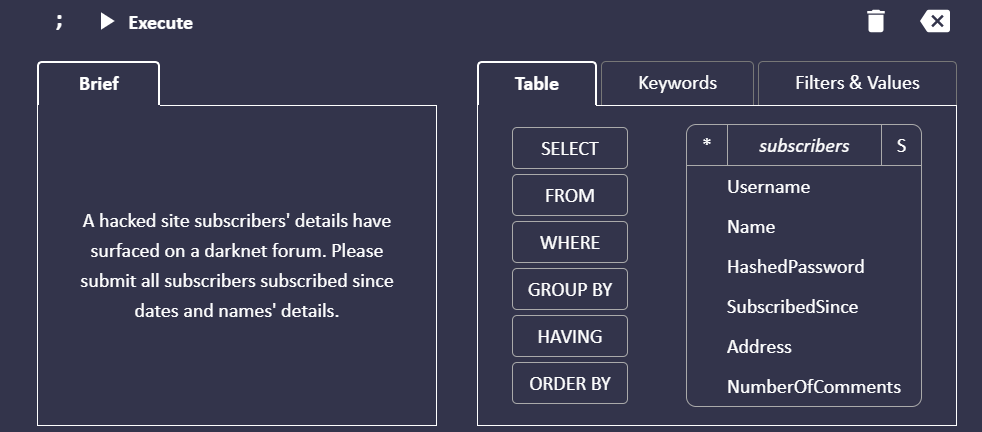 ; Execute
Brief
A hacked site subscribers' details have
surfaced on a darknet forum. Please
submit all subscribers subscribed since
dates and names' details.
Table Keywords Filters & Values
SELECT
FROM
WHERE
GROUP BY
HAVING
ORDER BY
* subscribers S
Username
Name
HashedPassword
SubscribedSince
Address
NumberOfComments